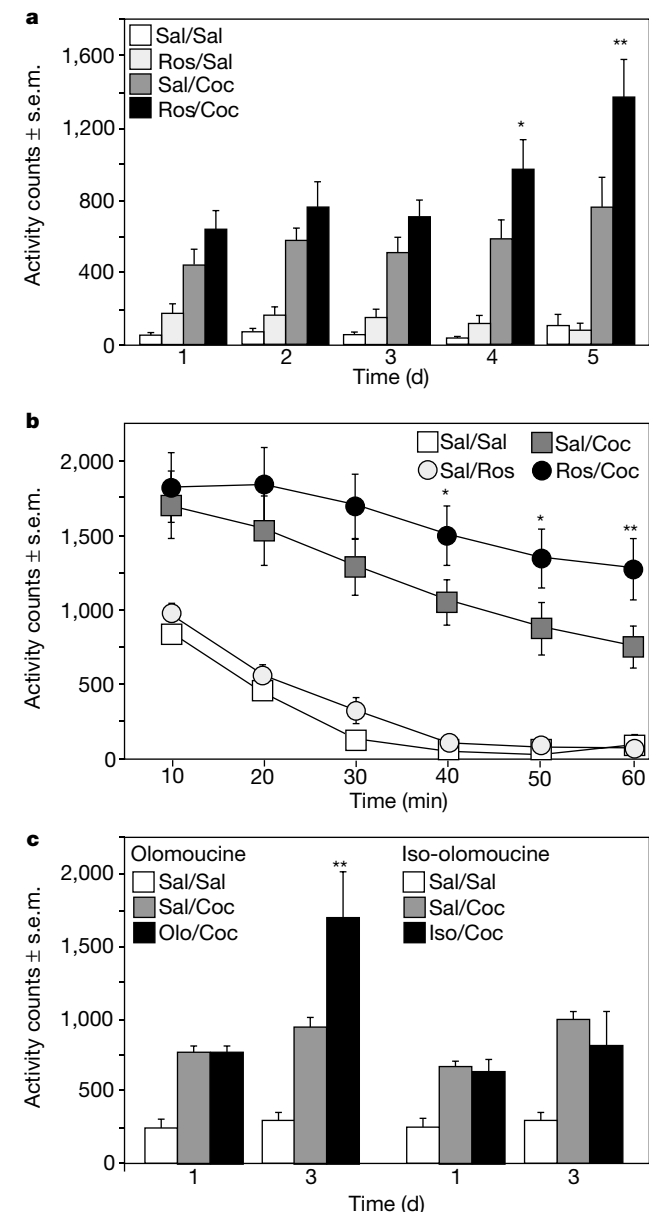 a
Sal/Sal
Ros/Sal
Sal/Coc
Ros/Coc
Activity counts ± s.e.m.
1,600
1,200
800
400
0
*
**
1 2 3 4 5
Time (d)
b
Sal/Sal Sal/Coc
Sal/Ros Ros/Coc
Activity counts ± s.e.m.
2,000
1,500
1,000
500
0
* * **
10 20 30 40 50 60
Time (min)
c
Olomoucine Iso-olomoucine
Sal/Sal Sal/Sal
Sal/Coc Sal/Coc
Olo/Coc Iso/Coc
Activity counts ± s.e.m.
2,000
1,500
1,000
500
0
**
1 3 1 3
Time (d)